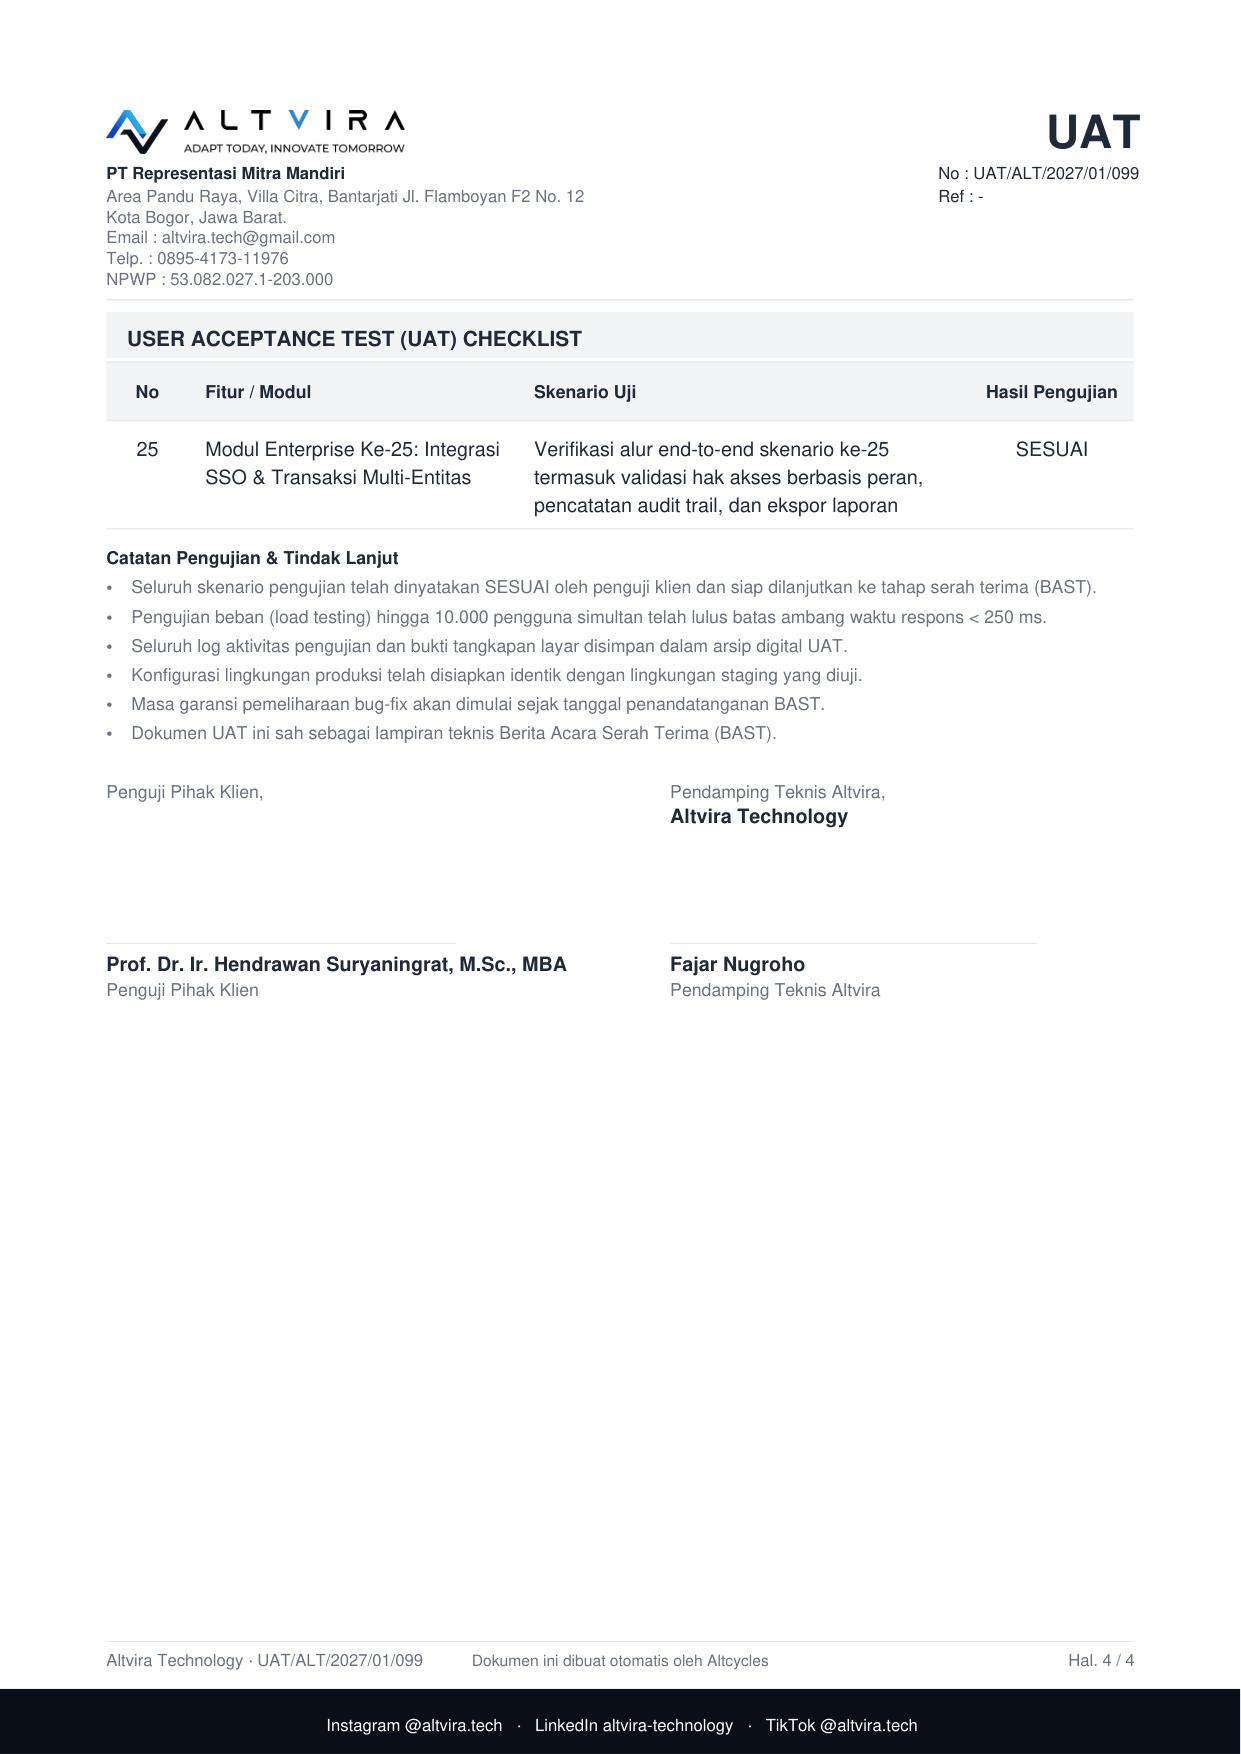 ALTVIRA
ADAPT TODAY, INNOVATE TOMORROW
UAT
PT Representasi Mitra Mandiri
No : UAT/ALT/2027/01/099
Area Pandu Raya, Villa Citra, Bantarjati Jl. Flamboyan F2 No. 12
Ref : -
Kota Bogor, Jawa Barat.
Email : altvira.tech@gmail.com
Telp. : 0895-4173-11976
NPWP : 53.082.027.1-203.000
USER ACCEPTANCE TEST (UAT) CHECKLIST
No Fitur / Modul Skenario Uji Hasil Pengujian
25 Modul Enterprise Ke-25: Integrasi Verifikasi alur end-to-end skenario ke-25 SESUAI
SSO & Transaksi Multi-Entitas termasuk validasi hak akses berbasis peran,
pencatatan audit trail, dan ekspor laporan
Catatan Pengujian & Tindak Lanjut
• Seluruh skenario pengujian telah dinyatakan SESUAI oleh penguji klien dan siap dilanjutkan ke tahap serah terima (BAST).
• Pengujian beban (load testing) hingga 10.000 pengguna simultan telah lulus batas ambang waktu respons < 250 ms.
• Seluruh log aktivitas pengujian dan bukti tangkapan layar disimpan dalam arsip digital UAT.
• Konfigurasi lingkungan produksi telah disiapkan identik dengan lingkungan staging yang diuji.
• Masa garansi pemeliharaan bug-fix akan dimulai sejak tanggal penandatanganan BAST.
• Dokumen UAT ini sah sebagai lampiran teknis Berita Acara Serah Terima (BAST).
Penguji Pihak Klien, Pendamping Teknis Altvira,
Altvira Technology
Prof. Dr. Ir. Hendrawan Suryaningrat, M.Sc., MBA Fajar Nugroho
Penguji Pihak Klien Pendamping Teknis Altvira
Altvira Technology · UAT/ALT/2027/01/099 Dokumen ini dibuat otomatis oleh Altcycles Hal. 4 / 4
Instagram @altvira.tech · LinkedIn altvira-technology · TikTok @altvira.tech